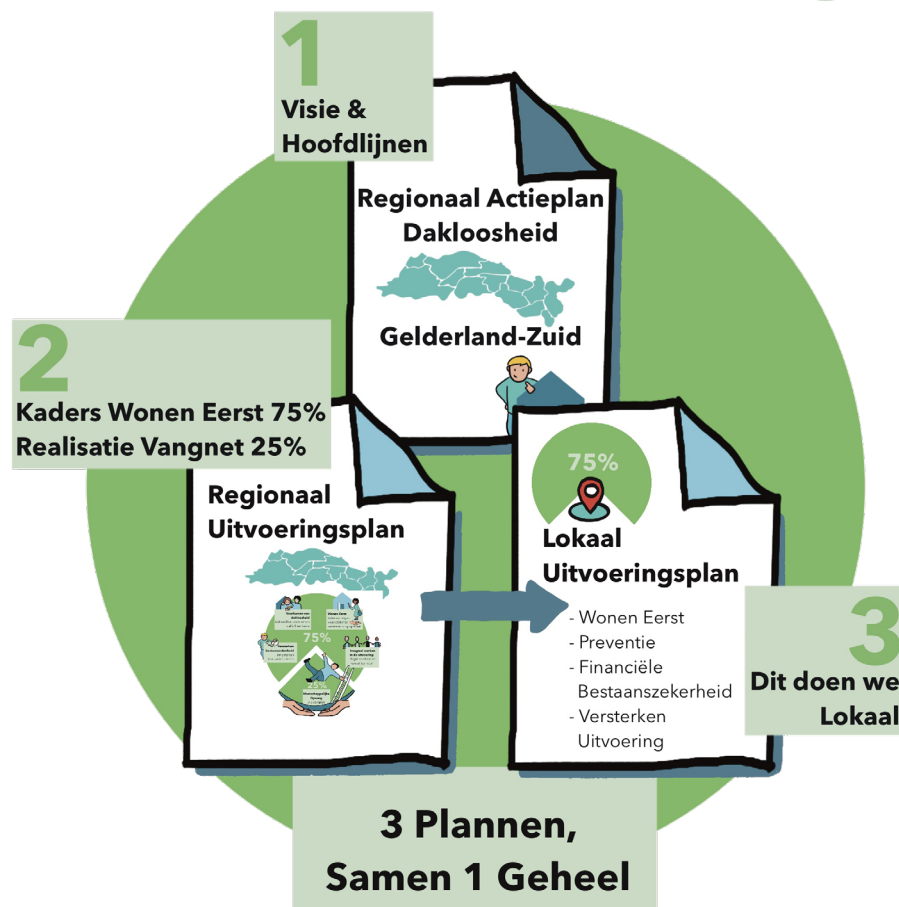 1
Visie &
Hoofdlijnen
Regionaal Actieplan
Dakloosheid
Gelderland-Zuid
2
Kaders Wonen Eerst 75%
Realisatie Vangnet 25%
Regionaal
Uitvoeringsplan
75%
25%
75%
Lokaal
Uitvoeringsplan
- Wonen Eerst
- Preventie
- Financiële
Bestaanszekerheid
- Versterken
Uitvoering
3
Dit doen we
Lokaal
3 Plannen,
Samen 1 Geheel